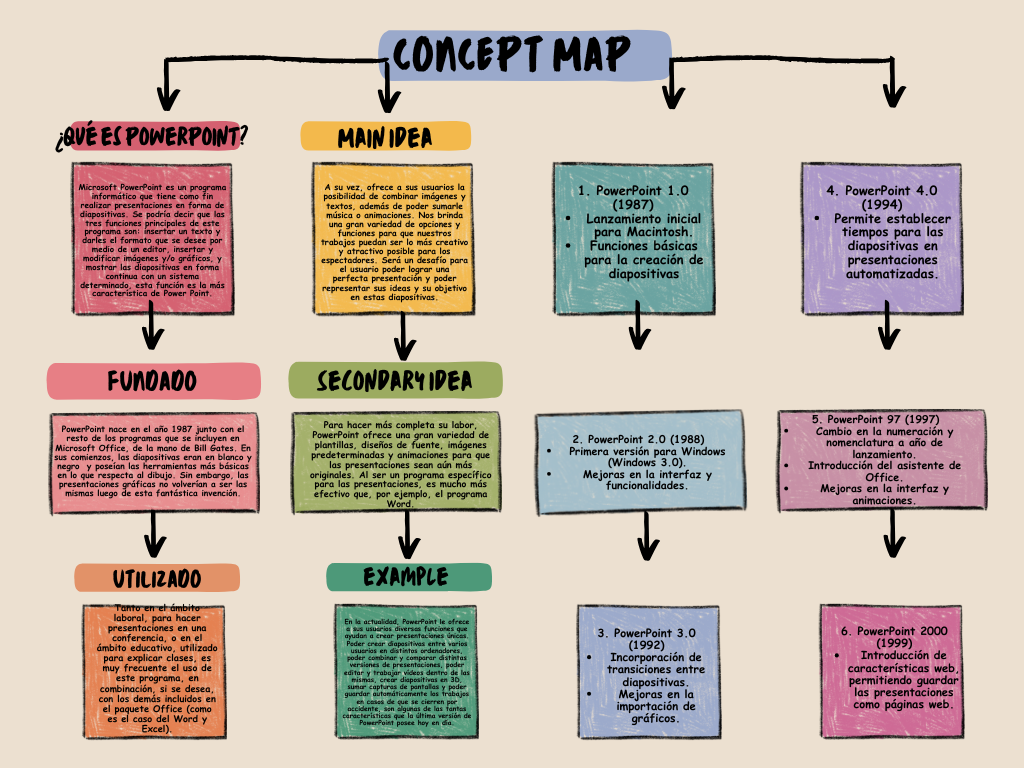 CONCEPT MAP
¿QUÉ ES POWERPOINT?
Microsoft PowerPoint es un programa
informático que tiene como fin
realizar presentaciones en forma de
diapositivas. Se podría decir que las
tres funciones principales de este
programa son: insertar un texto y
darles el formato que se desee por
medio de un editor, insertar y
modificar imágenes y/o gráficos, y
mostrar las diapositivas en forma
continua con un sistema
determinado, esta función es la más
característica de Power Point.
FUNDADO
PowerPoint nace en el año 1987 junto con el
resto de los programas que se incluyen en
Microsoft Office, de la mano de Bill Gates. En
sus comienzos, las diapositivas eran en blanco y
negro y poseían las herramientas más básicas
en lo que respecta al dibujo. Sin embargo, las
presentaciones gráficas no volverían a ser las
mismas luego de esta fantástica invención.
UTILIZADO
Tanto en el ámbito
laboral, para hacer
presentaciones en una
conferencia, o en el
ámbito educativo, utilizado
para explicar clases, es
muy frecuente el uso de
este programa, en
combinación, si se desea,
con los demás incluidos en
el paquete Office (como
es el caso del Word y
Excel).
MAIN IDEA
A su vez, ofrece a sus usuarios la
posibilidad de combinar imágenes y
textos, además de poder sumarle
música o animaciones. Nos brinda
una gran variedad de opciones y
funciones para que nuestros
trabajos puedan ser lo más creativo
y atractivo posible para los
espectadores. Será un desafío para
el usuario poder lograr una
perfecta presentación y poder
representar sus ideas y su objetivo
en estas diapositivas.
SECONDARY IDEA
Para hacer más completa su labor,
PowerPoint ofrece una gran variedad de
plantillas, diseños de fuente, imágenes
predeterminadas y animaciones para que
las presentaciones sean aún más
originales. Al ser un programa específico
para las presentaciones, es mucho más
efectivo que, por ejemplo, el programa
Word.
EXAMPLE
En la actualidad, PowerPoint le ofrece
a sus usuarios diversas funciones que
ayudan a crear presentaciones únicas.
Poder crear diapositivas entre varios
usuarios en distintos ordenadores,
poder combinar y comparar distintas
versiones de presentaciones, poder
editar y trabajar videos dentro de las
mismas, crear diapositivas en 3D,
sumar capturas de pantallas y poder
guardar automáticamente los trabajos
en casos de que se cierren por
accidente, son algunas de las tantas
características que la última versión de
PowerPoint posee hoy en día.
1. PowerPoint 1.0
(1987)
• Lanzamiento inicial
para Macintosh.
• Funciones básicas
para la creación de
diapositivas
2. PowerPoint 2.0 (1988)
• Primera versión para Windows
(Windows 3.0).
• Mejoras en la interfaz y
funcionalidades.
3. PowerPoint 3.0
(1992)
• Incorporación de
transiciones entre
diapositivas.
• Mejoras en la
importación de
gráficos.
4. PowerPoint 4.0
(1994)
• Permite establecer
tiempos para las
diapositivas en
presentaciones
automatizadas.
5. PowerPoint 97 (1997)
• Cambio en la numeración y
nomenclatura a año de
lanzamiento.
• Introducción del asistente de
Office.
• Mejoras en la interfaz y
animaciones.
6. PowerPoint 2000
(1999)
• Introducción de
características web,
permitiendo guardar
las presentaciones
como páginas web.